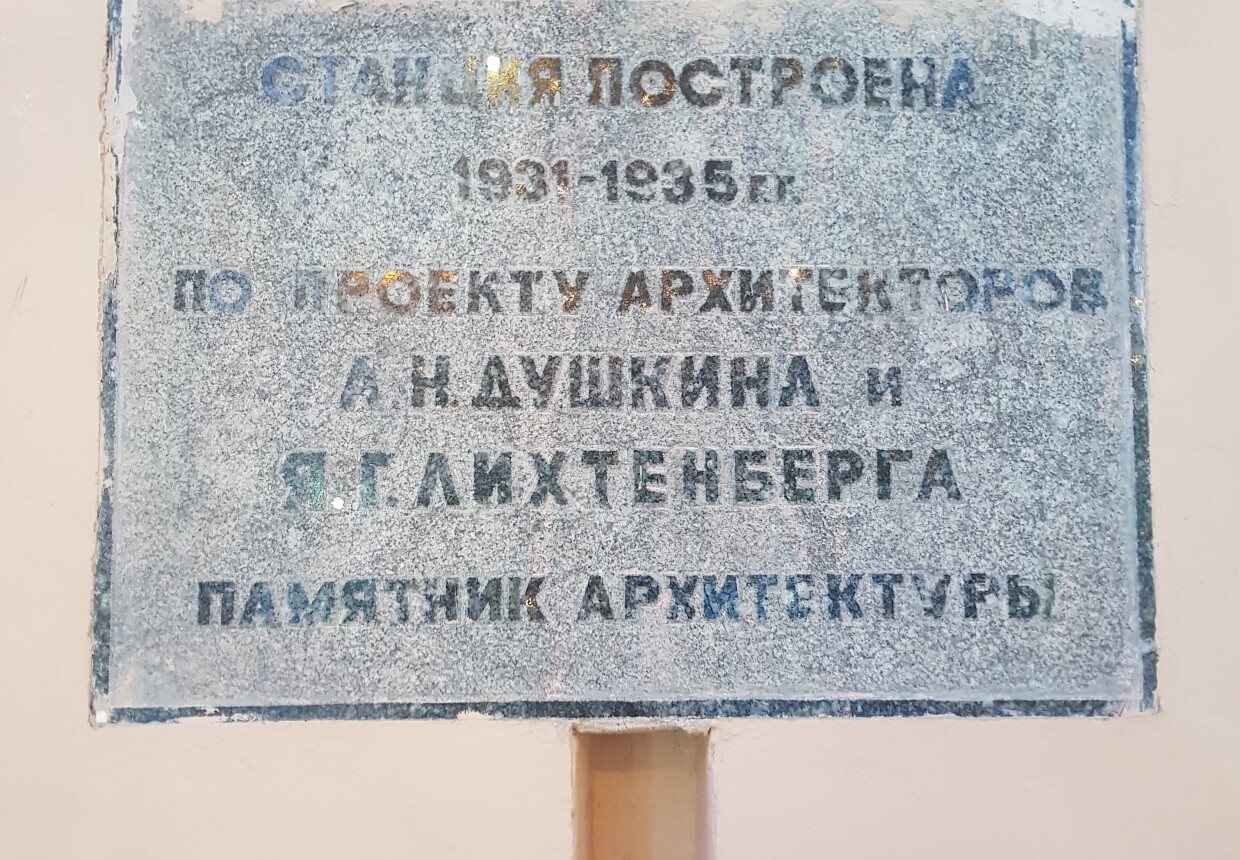 СТАНЦИЯ ПОСТРОЕНА
1931-1935 гг.
ПО ПРОЕКТУ АРХИТЕКТОРОВ
А.Н.ДУШКИНА и
Я.Г.ЛИХТЕНБЕРГА
ПАМЯТНИК АРХИТЕКТУРЫ